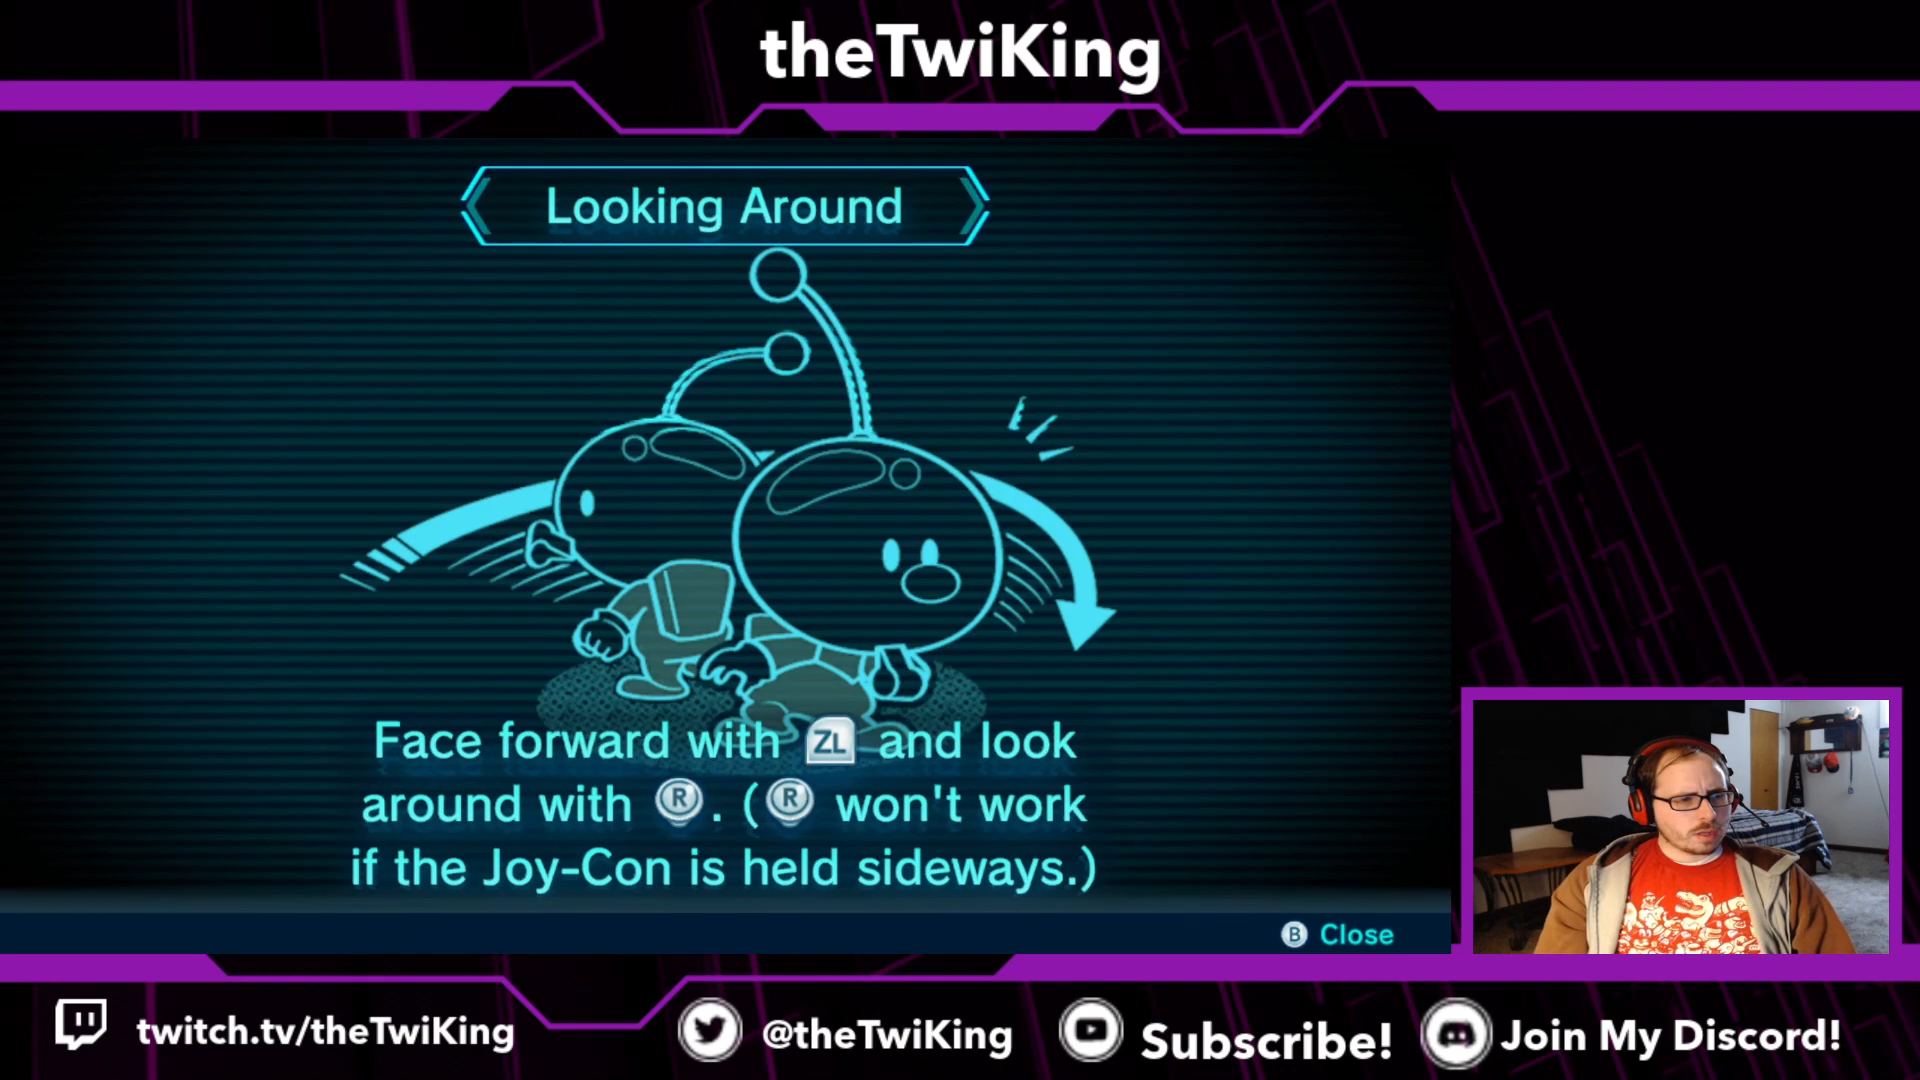 theTwiKing
Looking Around
Face forward with ZL and look
around with R. (R won't work
if the Joy-Con is held sideways.)
B Close
twitch.tv/theTwiKing
@theTwiKing
Subscribe!
Join My Discord!